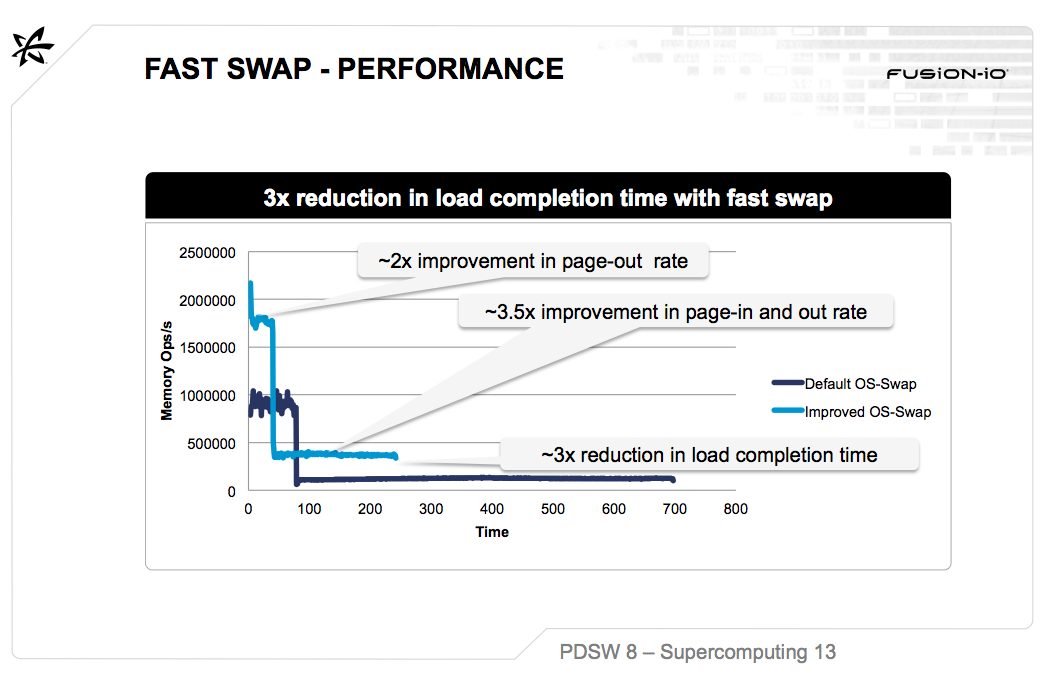 FAST SWAP - PERFORMANCE
FUSiON-iO
3x reduction in load completion time with fast swap
2500000
2000000
1500000
1000000
500000
0
Memory Ops/s
~2x improvement in page-out rate
~3.5x improvement in page-in and out rate
~3x reduction in load completion time
Default OS-Swap
Improved OS-Swap
0 100 200 300 400 500 600 700 800
Time
PDSW 8 – Supercomputing 13